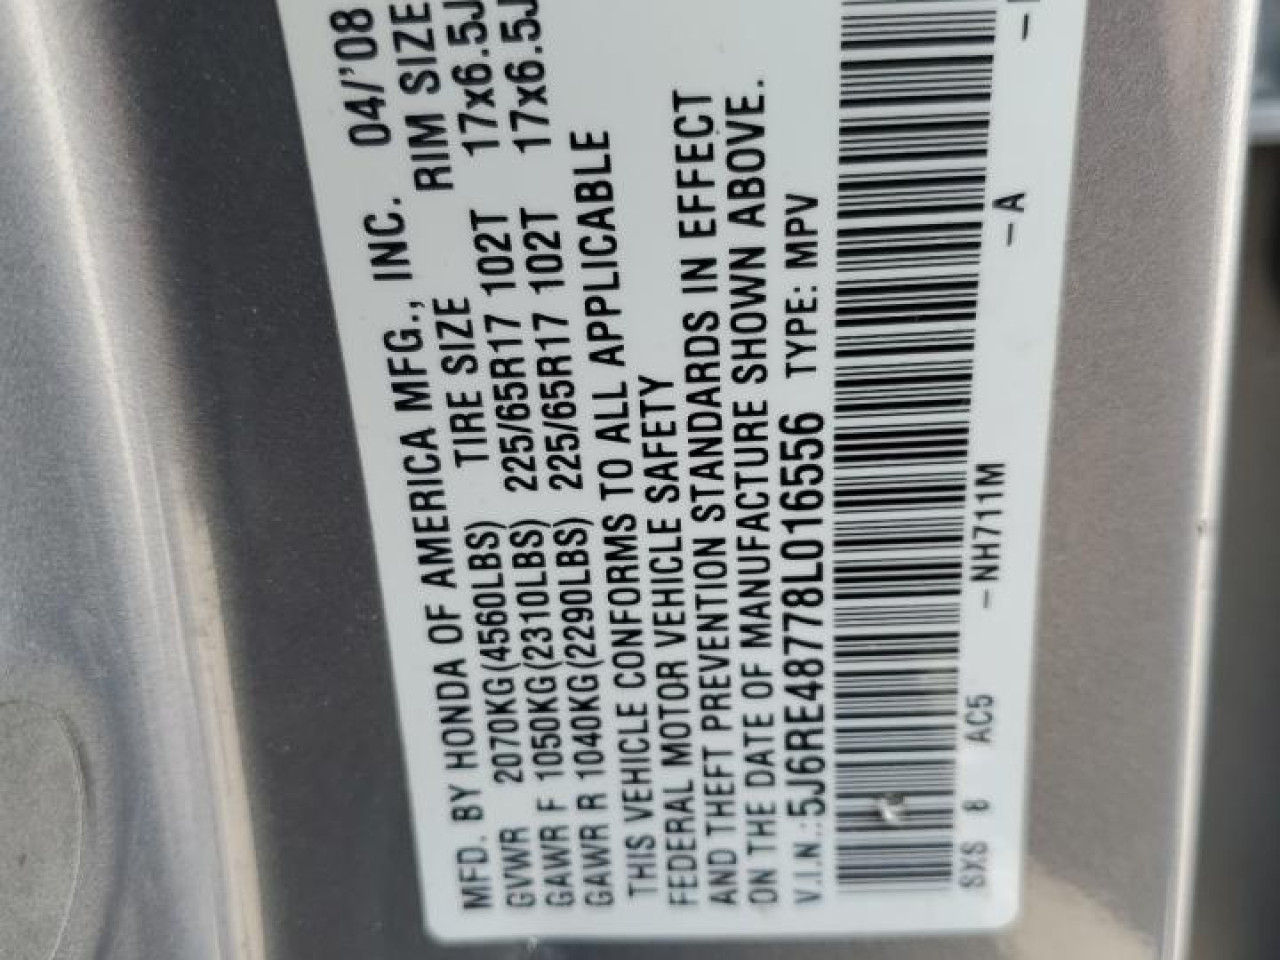 MFD. BY HONDA OF AMERICA MFG., INC. 04/'08
GVWR 2070KG(4560LBS) TIRE SIZE RIM SIZE
GAWR F 1050KG(2310LBS) 225/65R17 102T 17x6.5J
GAWR R 1040KG(2290LBS) 225/65R17 102T 17x6.5J
THIS VEHICLE CONFORMS TO ALL APPLICABLE
FEDERAL MOTOR VEHICLE SAFETY
AND THEFT PREVENTION STANDARDS IN EFFECT
ON THE DATE OF MANUFACTURE SHOWN ABOVE.
V.I.N.: 5J6RE48778L016556 TYPE: MPV
SXS 8 AC5 –NH711M –A –